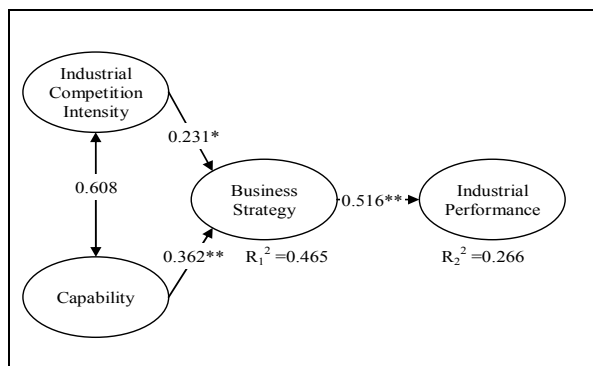 Industrial
Competition
Intensity
0.231*
0.608
Business
Strategy
0.516**
Industrial
Performance
0.362**
R₁² =0.465
R₂² =0.266
Capability